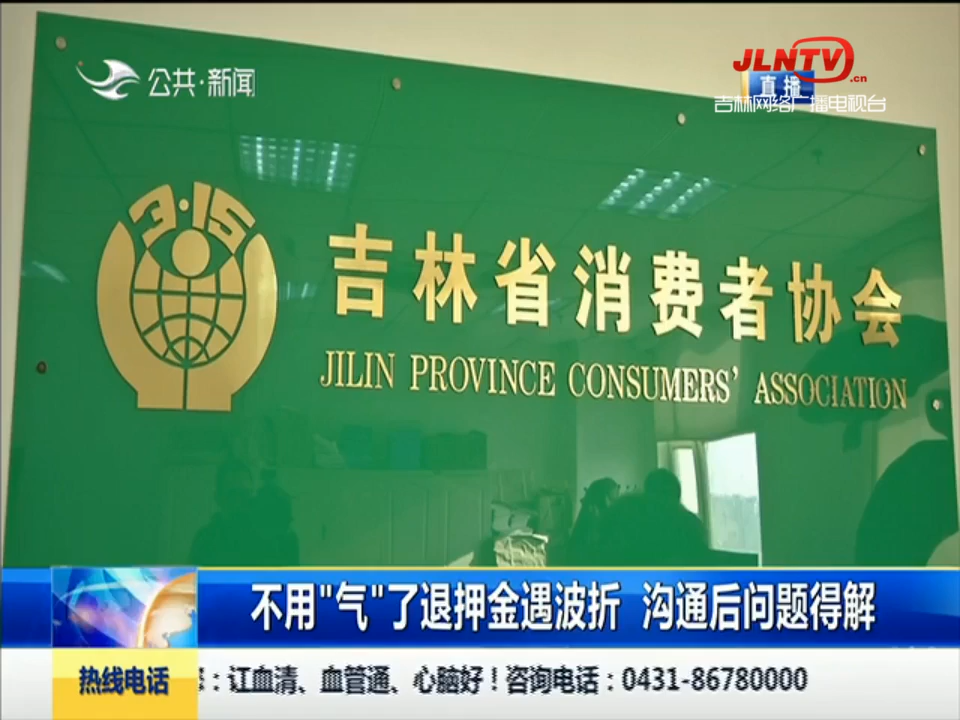 公共·新闻
JLNTV.cn
直播
吉林网络广播电视台
3·15
吉林省消费者协会
JILIN PROVINCE CONSUMERS' ASSOCIATION
不用"气"了退押金遇波折 沟通后问题得解
热线电话
：订血清、血管通、心脑好！咨询电话：0431-86780000